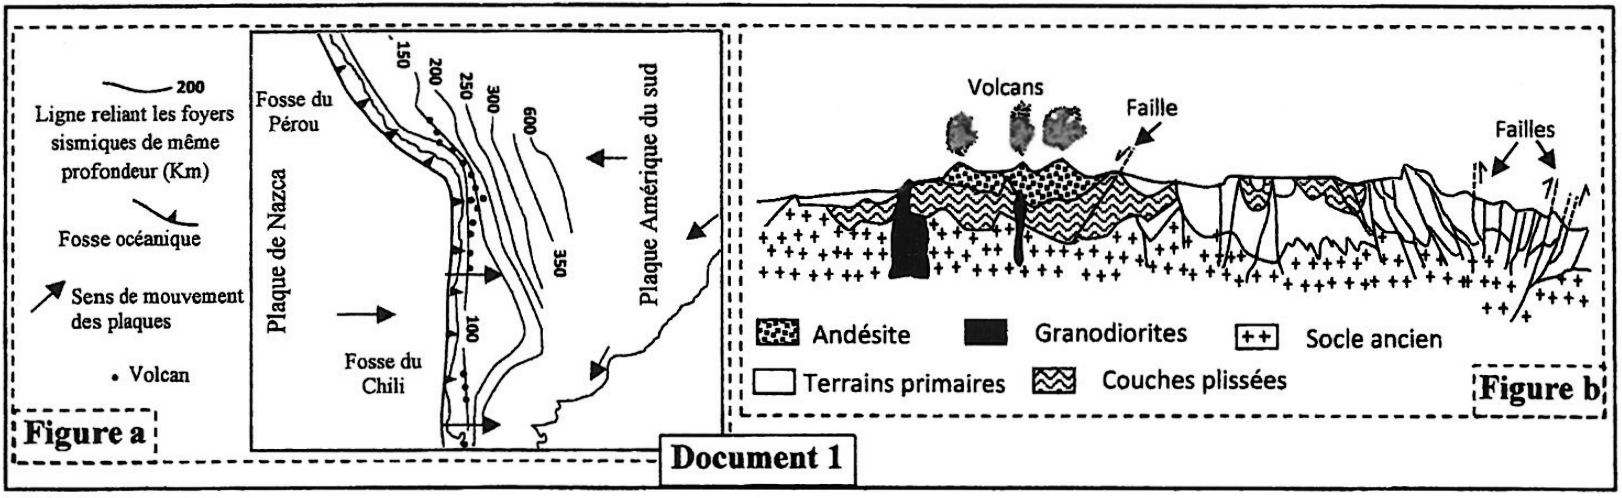 200
Ligne reliant les foyers
sismiques de même
profondeur (Km)
Fosse océanique
Sens de mouvement
des plaques
Volcan
Figure a
150
200
250
300
600
350
100
Fosse du
Pérou
Plaque de Nazca
Plaque Amérique du sud
Fosse du
Chili
Volcans
Faille
Failles
Andésite
Granodiorites
Socle ancien
Terrains primaires
Couches plissées
Figure b
Document 1